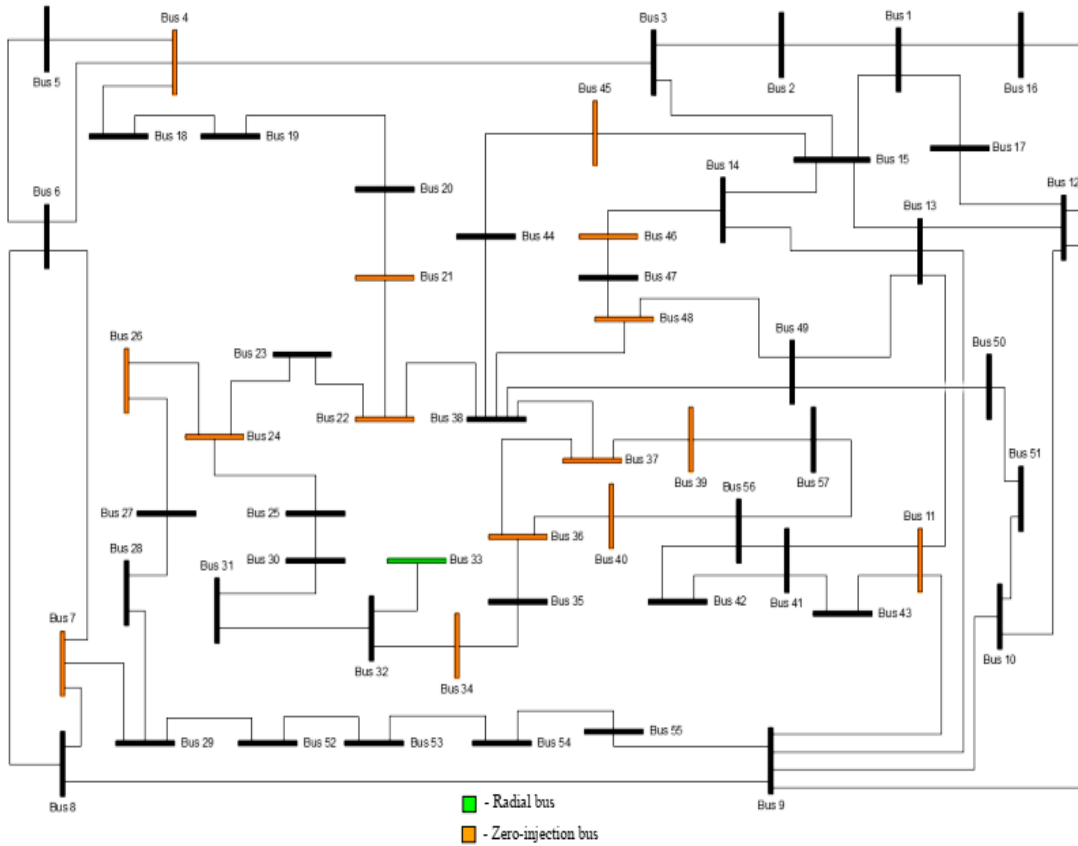 Bus 4
Bus 3
Bus 1
Bus 5
Bus 2
Bus 16
Bus 45
Bus 18
Bus 19
Bus 15
Bus 17
Bus 14
Bus 20
Bus 12
Bus 6
Bus 13
Bus 44
Bus 46
Bus 21
Bus 47
Bus 48
Bus 26
Bus 49
Bus 23
Bus 50
Bus 22
Bus 38
Bus 57
Bus 24
Bus 39
Bus 37
Bus 51
Bus 40
Bus 57
Bus 56
Bus 27
Bus 25
Bus 11
Bus 36
Bus 28
Bus 31
Bus 30
Bus 33
Bus 35
Bus 42
Bus 41
Bus 43
Bus 7
Bus 32
Bus 34
Bus 10
Bus 29
Bus 52
Bus 53
Bus 54
Bus 55
Bus 8
Bus 9
- Radial bus
- Zero-injection bus